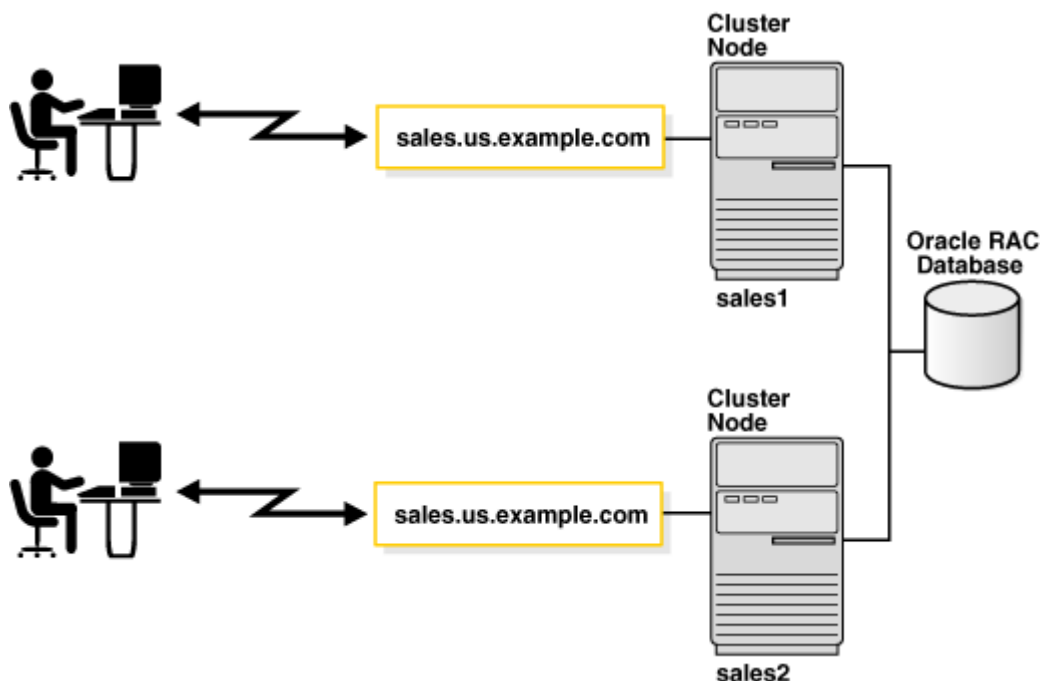 Cluster
Node
sales.us.example.com
sales1
Oracle RAC
Database
Cluster
Node
sales.us.example.com
sales2